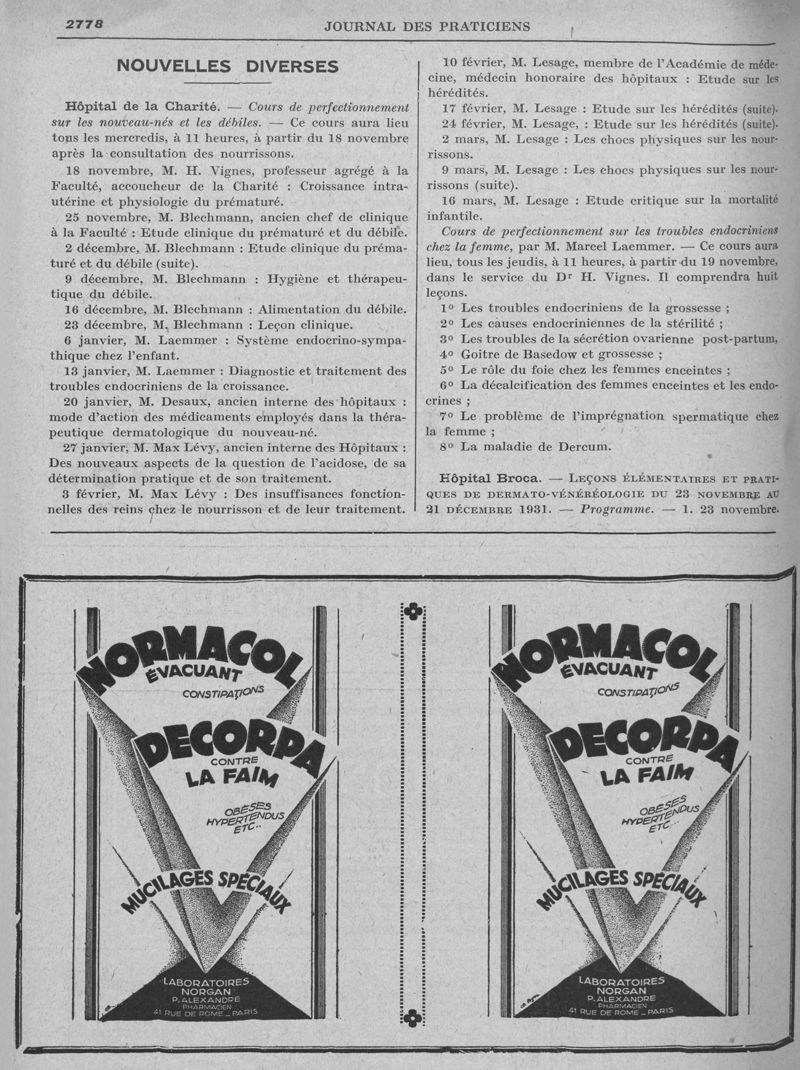 2778
JOURNAL DES PRATICIENS
NOUVELLES DIVERSES
Hôpital de la Charité. — Cours de perfectionnement
sur les nouveau-nés et les débiles. — Ce cours aura lieu
tous les mercredis, à 11 heures, à partir du 18 novembre
après la consultation des nourrissons.
18 novembre, M. H. Vignes, professeur agrégé à la
Faculté, accoucheur de la Charité : Croissance intra-
utérine et physiologie du prématuré.
25 novembre, M. Blechmann, ancien chef de clinique
à la Faculté : Etude clinique du prématuré et du débile.
2 décembre, M. Blechmann : Etude clinique du préma-
turé et du débile (suite).
9 décembre, M. Blechmann : Hygiène et thérapeu-
tique du débile.
16 décembre, M. Blechmann : Alimentation du débile.
23 décembre, M. Blechmann : Leçon clinique.
6 janvier, M. Laemmer : Système endocrino-sympa-
thique chez l'enfant.
13 janvier, M. Laemmer : Diagnostic et traitement des
troubles endocriniens de la croissance.
20 janvier, M. Desaux, ancien interne des hôpitaux :
mode d'action des médicaments employés dans la théra-
peutique dermatologique du nouveau-né.
27 janvier, M. Max Lévy, ancien interne des Hôpitaux :
Des nouveaux aspects de la question de l'acidose, de sa
détermination pratique et de son traitement.
3 février, M. Max Lévy : Des insuffisances fonction-
nelles des reins chez le nourrisson et de leur traitement.
10 février, M. Lesage, membre de l'Académie de méde-
cine, médecin honoraire des hôpitaux : Etude sur les
hérédités.
17 février, M. Lesage : Etude sur les hérédités (suite).
24 février, M. Lesage, : Etude sur les hérédités (suite).
2 mars, M. Lesage : Les chocs physiques sur les nour-
rissons.
9 mars, M. Lesage : Les chocs physiques sur les nour-
rissons (suite).
16 mars, M. Lesage : Etude critique sur la mortalité
infantile.
Cours de perfectionnement sur les troubles endocriniens
chez la femme, par M. Marcel Laemmer. — Ce cours aura
lieu, tous les jeudis, à 11 heures, à partir du 19 novembre,
dans le service du Dr H. Vignes. Il comprendra huit
leçons.
1° Les troubles endocriniens de la grossesse ;
2° Les causes endocriniennes de la stérilité ;
3° Les troubles de la sécrétion ovarienne post-partum,
4° Goitre de Basedow et grossesse ;
5° Le rôle du foie chez les femmes enceintes ;
6° La décalcification des femmes enceintes et les endo-
crines ;
7° Le problème de l'imprégnation spermatique chez
la femme ;
8° La maladie de Dercum.
Hôpital Broca. — LEÇONS ÉLÉMENTAIRES ET PRATI-
QUES DE DERMATO-VÉNÉRÉOLOGIE DU 23 NOVEMBRE AU
21 DÉCEMBRE 1931. — Programme. — 1. 23 novembre.
NORMACOL
ÉVACUANT
CONSTIPATIONS
DECORPA
CONTRE
LA FAIM
OBÈSES
HYPERTENDUS
ETC..
MUCILAGES SPÉCIAUX
LABORATOIRES
NORGAN
P. ALEXANDRE
PHARMACIEN
41 RUE DE ROME _ PARIS
NORMACOL
ÉVACUANT
CONSTIPATIONS
DECORPA
CONTRE
LA FAIM
OBÈSES
HYPERTENDUS
ETC...
MUCILAGES SPÉCIAUX
LABORATOIRES
NORGAN
P. ALEXANDRE
PHARMACIEN
41 RUE DE ROME _ PARIS